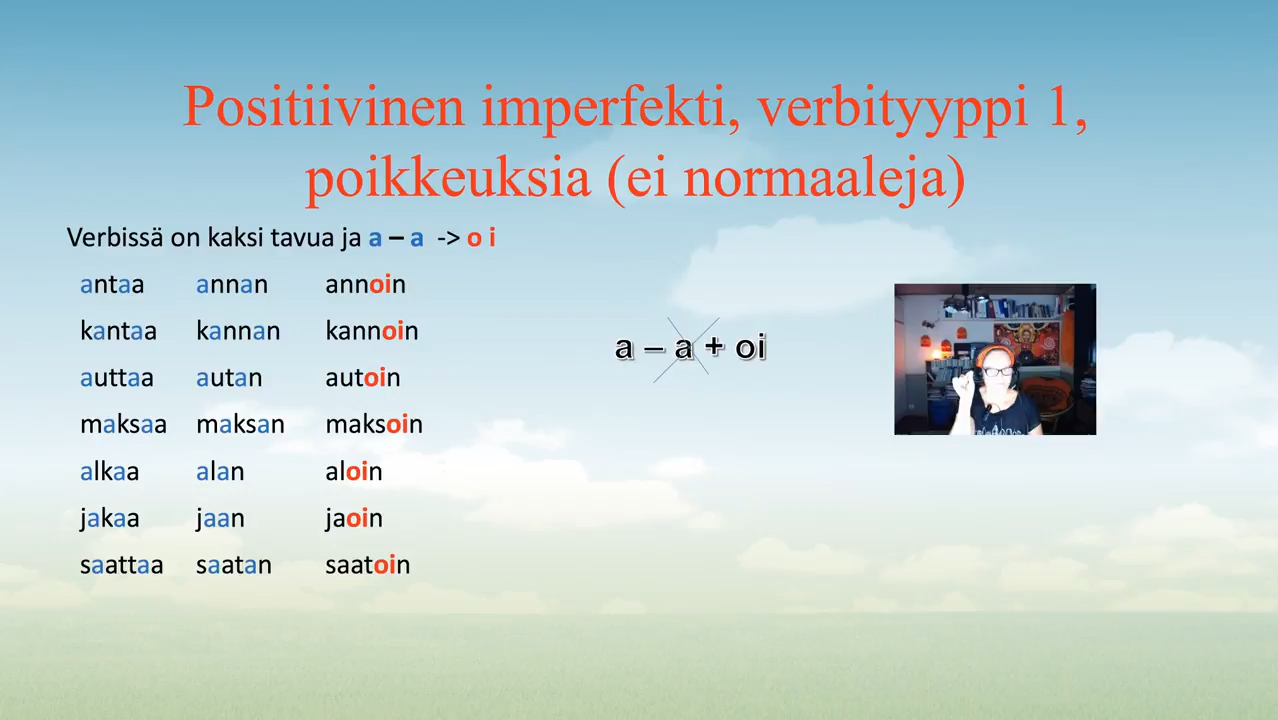 Positiivinen imperfekti, verbityyppi 1,
poikkeuksia (ei normaaleja)
Verbissä on kaksi tavua ja a – a -> o i
antaa annan annoin
kantaa kannan kannoin
auttaa autan autoin
maksaa maksan maksoin
alkaa alan aloin
jakaa jaan jaoin
saattaa saatan saatoin
a – a + oi